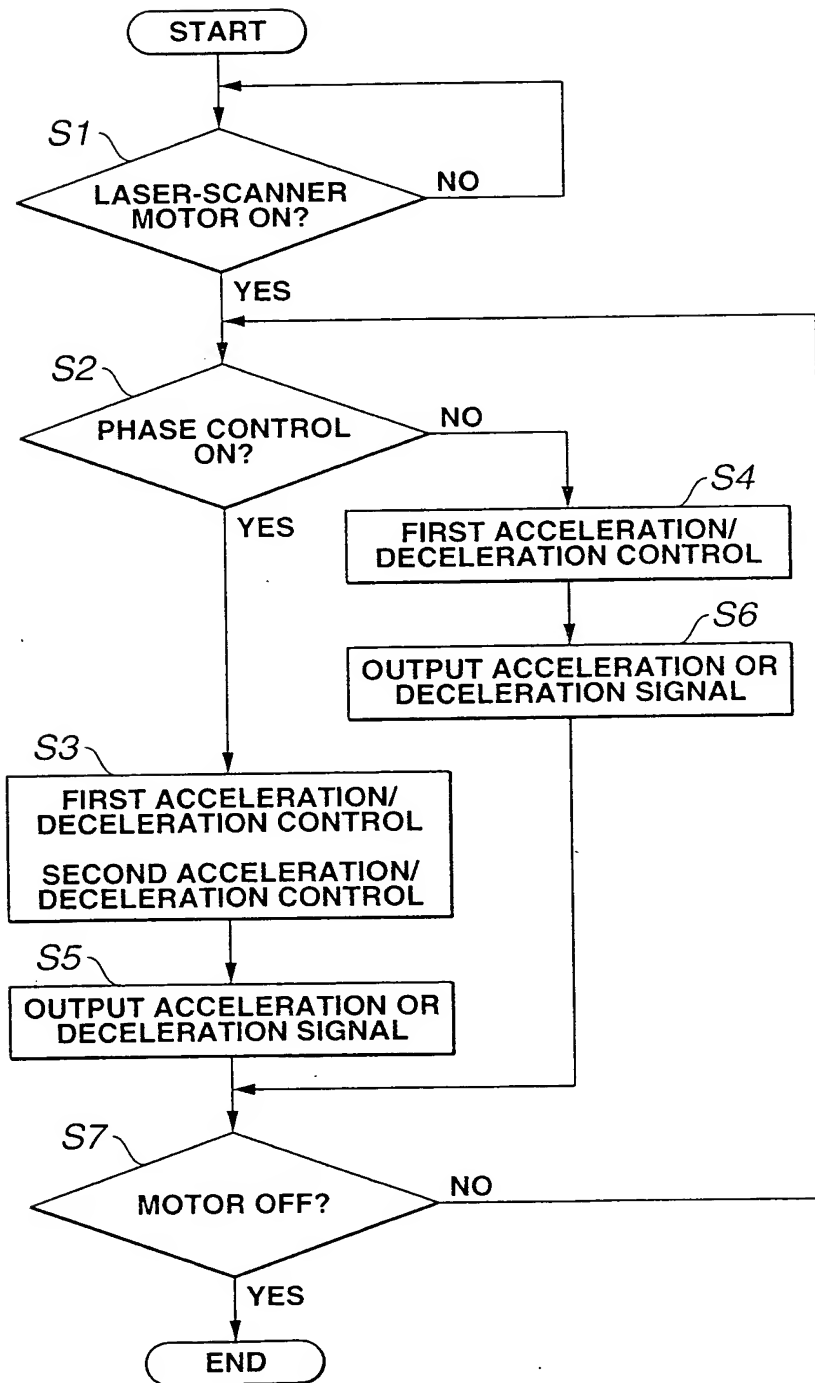 START
S1
LASER-SCANNER
MOTOR ON?
NO
YES
S2
PHASE CONTROL
ON?
NO
YES
S4
FIRST ACCELERATION/
DECELERATION CONTROL
S6
OUTPUT ACCELERATION OR
DECELERATION SIGNAL
S3
FIRST ACCELERATION/
DECELERATION CONTROL
SECOND ACCELERATION/
DECELERATION CONTROL
S5
OUTPUT ACCELERATION OR
DECELERATION SIGNAL
S7
MOTOR OFF?
NO
YES
END